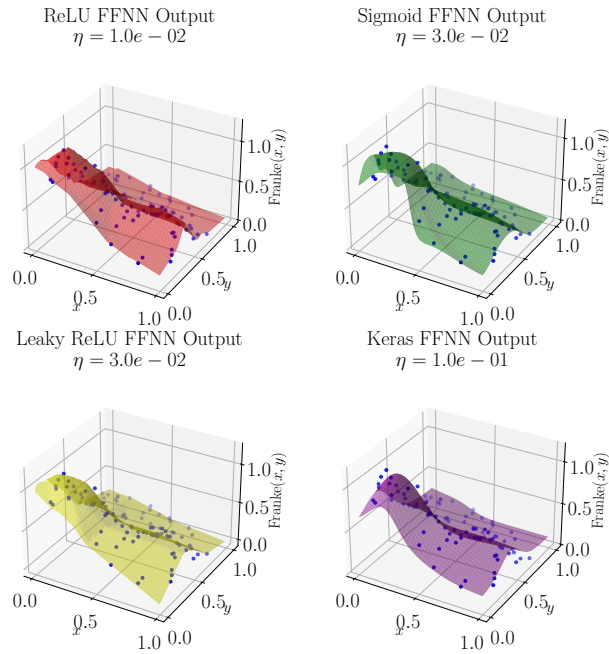 ReLU FFNN Output
η = 1.0e − 02
0.0
0.5
1.0
x
0.0
0.5
1.0
y
0.0
0.5
1.0
Franke(x, y)
Sigmoid FFNN Output
η = 3.0e − 02
0.0
0.5
1.0
x
0.0
0.5
1.0
y
0.0
0.5
1.0
Franke(x, y)
Leaky ReLU FFNN Output
η = 3.0e − 02
0.0
0.5
1.0
x
0.0
0.5
1.0
y
0.0
0.5
1.0
Franke(x, y)
Keras FFNN Output
η = 1.0e − 01
0.0
0.5
1.0
x
0.0
0.5
1.0
y
0.0
0.5
1.0
Franke(x, y)